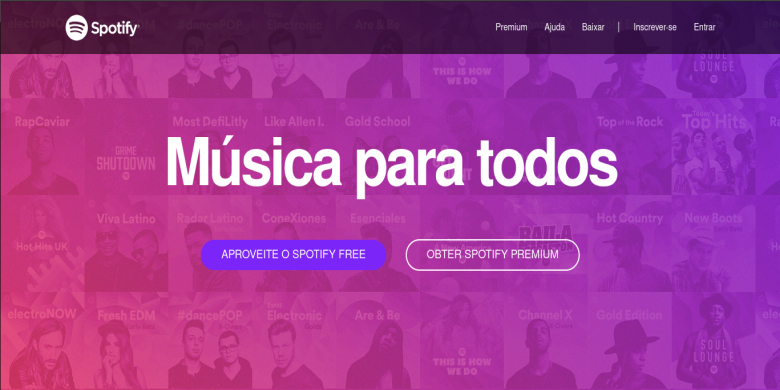 Spotify
Premium Ajuda Baixar | Inscrever-se Entrar
electroNOW Fresh EDM #dancePOP Electronic Are & Be
THIS IS HOW WE DO
SOUL LOUNGE
RapCaviar Most DefiLitly Like Allen I. Gold School Top of the Rock Top Hits
GRIME SHUTDOWN
Música para todos
Viva Latino Radar Latino ConeXiones Esenciales Hot Country New Boots
Hot Hits UK
APROVEITE O SPOTIFY FREE OBTER SPOTIFY PREMIUM
electroNOW Fresh EDM #dancePOP Electronic Are & Be Channel X Gold Edition
THIS IS HOW WE DO
SOUL LOUNGE